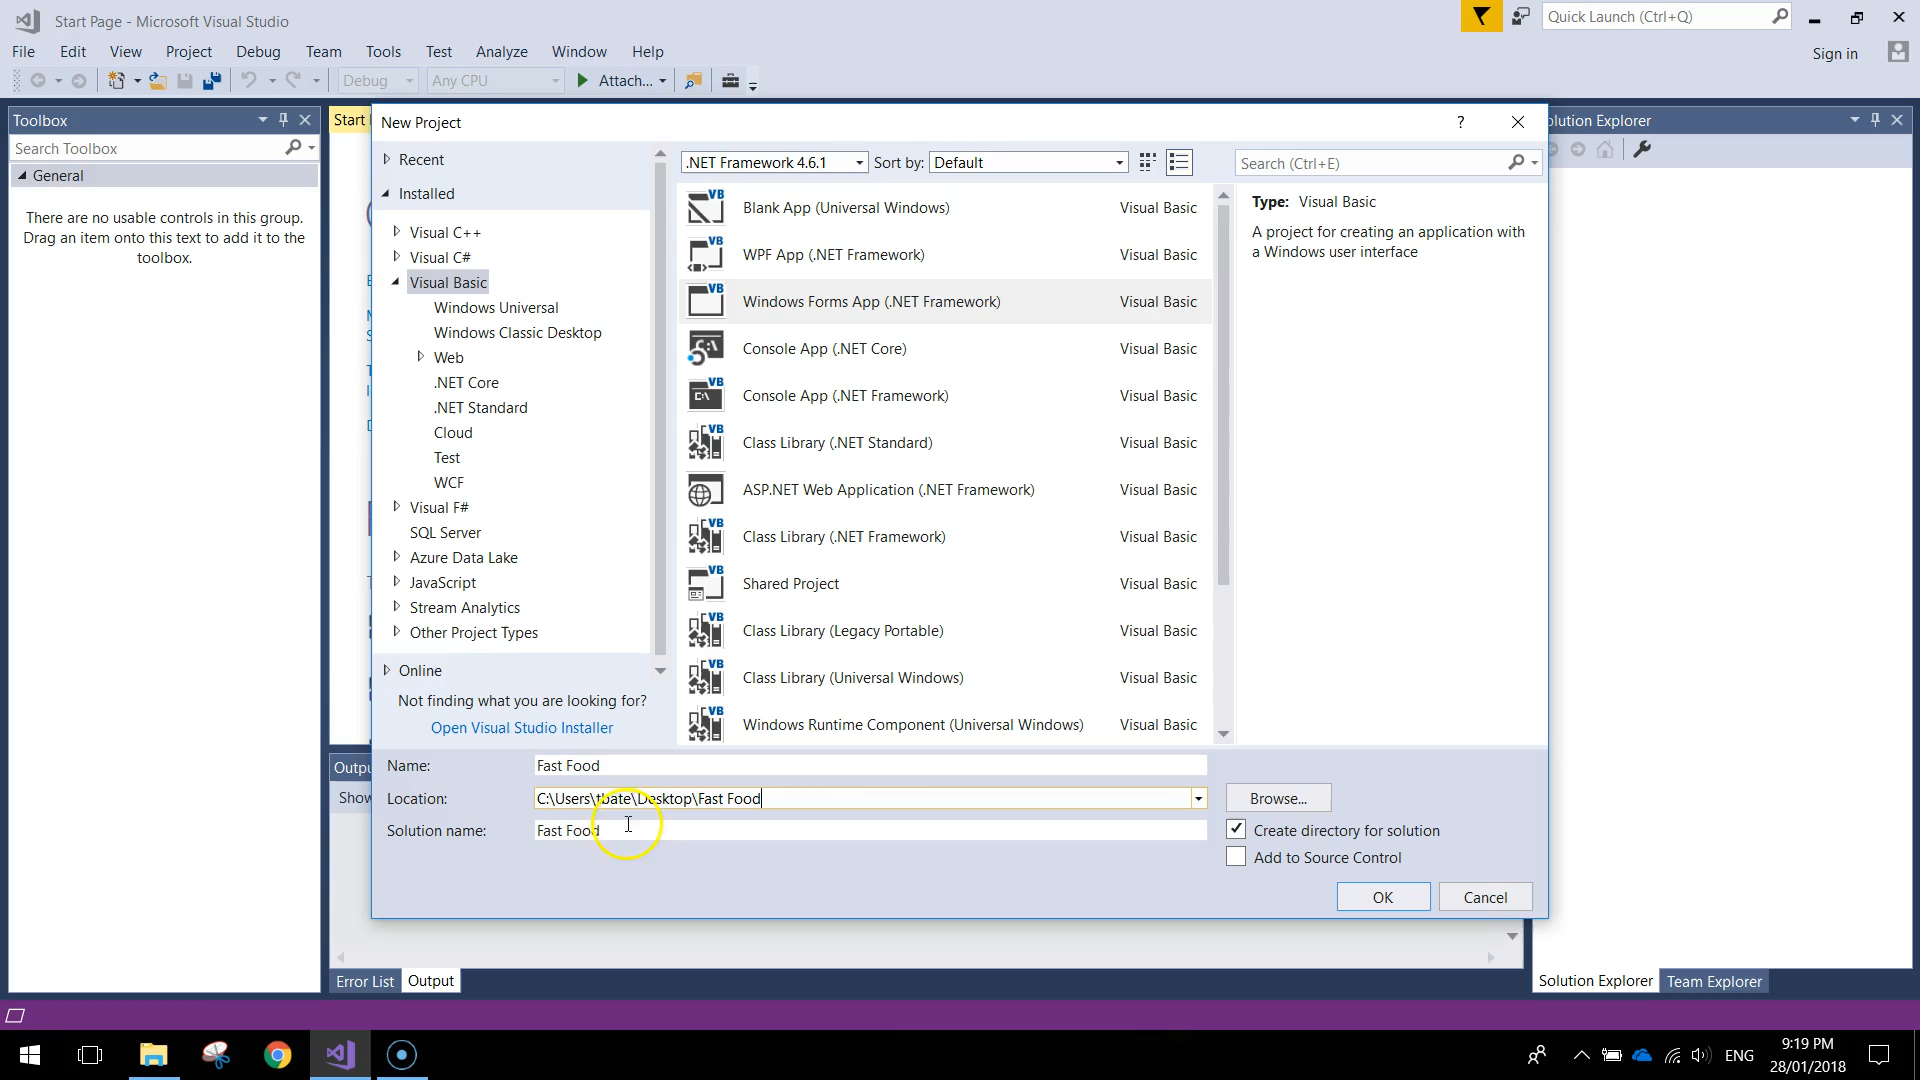 Start Page - Microsoft Visual Studio
Quick Launch (Ctrl+Q)
File Edit View Project Debug Team Tools Test Analyze Window Help
Sign in
Debug
Any CPU
Attach...
Toolbox
Search Toolbox
General
There are no usable controls in this group.
Drag an item onto this text to add it to the
toolbox.
Start
New Project
?
Recent
Installed
Visual C++
Visual C#
Visual Basic
Windows Universal
Windows Classic Desktop
Web
.NET Core
.NET Standard
Cloud
Test
WCF
Visual F#
SQL Server
Azure Data Lake
JavaScript
Stream Analytics
Other Project Types
Online
Not finding what you are looking for?
Open Visual Studio Installer
.NET Framework 4.6.1
Sort by: Default
Search (Ctrl+E)
Blank App (Universal Windows) Visual Basic
WPF App (.NET Framework) Visual Basic
Windows Forms App (.NET Framework) Visual Basic
Console App (.NET Core) Visual Basic
Console App (.NET Framework) Visual Basic
Class Library (.NET Standard) Visual Basic
ASP.NET Web Application (.NET Framework) Visual Basic
Class Library (.NET Framework) Visual Basic
Shared Project Visual Basic
Class Library (Legacy Portable) Visual Basic
Class Library (Universal Windows) Visual Basic
Windows Runtime Component (Universal Windows) Visual Basic
Type: Visual Basic
A project for creating an application with
a Windows user interface
Name: Fast Food
Location: C:\Users\tbate\Desktop\Fast Food
Browse...
Solution name: Fast Food
Create directory for solution
Add to Source Control
OK
Cancel
Outpu
Show
Error List
Output
olution Explorer
Solution Explorer
Team Explorer
ENG
9:19 PM
28/01/2018